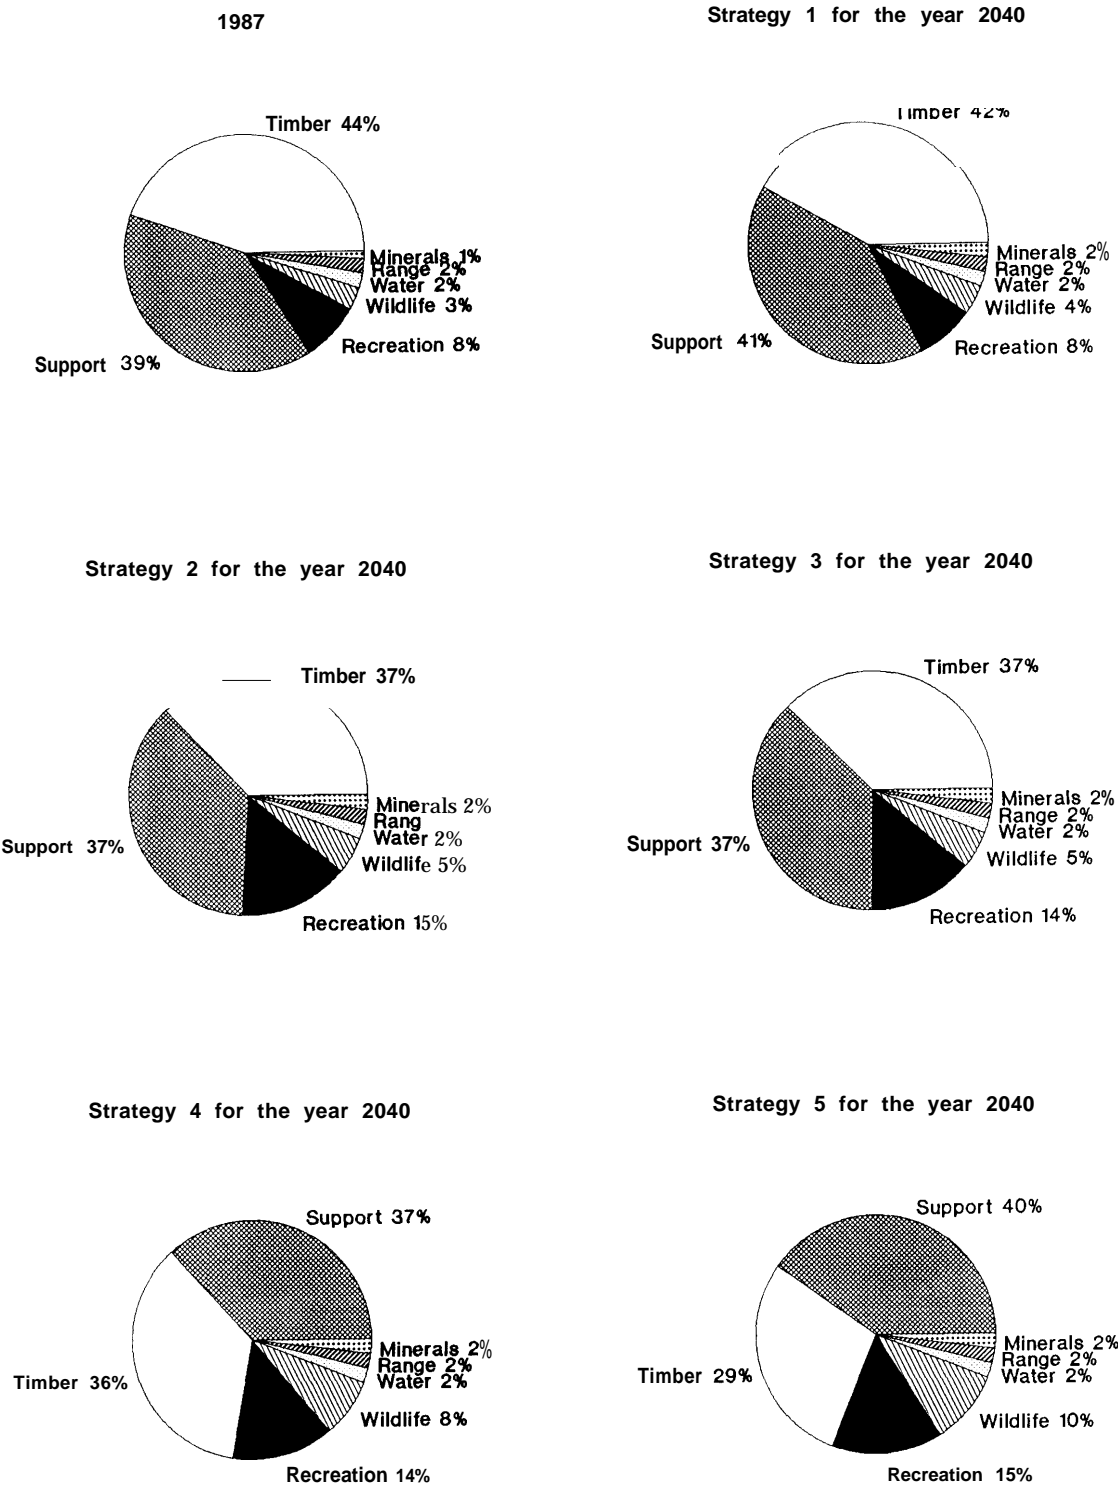 1987
Timber 44%
Minerals 1%
Range 2%
Water 2%
Wildlife 3%
Recreation 8%
Support 39%
Strategy 1 for the year 2040
Timber 42%
Minerals 2%
Range 2%
Water 2%
Wildlife 4%
Recreation 8%
Support 41%
Strategy 2 for the year 2040
Timber 37%
Minerals 2%
Rang
Water 2%
Wildlife 5%
Recreation 15%
Support 37%
Strategy 3 for the year 2040
Timber 37%
Minerals 2%
Range 2%
Water 2%
Wildlife 5%
Recreation 14%
Support 37%
Strategy 4 for the year 2040
Support 37%
Minerals 2%
Range 2%
Water 2%
Wildlife 8%
Recreation 14%
Timber 36%
Strategy 5 for the year 2040
Support 40%
Minerals 2%
Range 2%
Water 2%
Wildlife 10%
Recreation 15%
Timber 29%